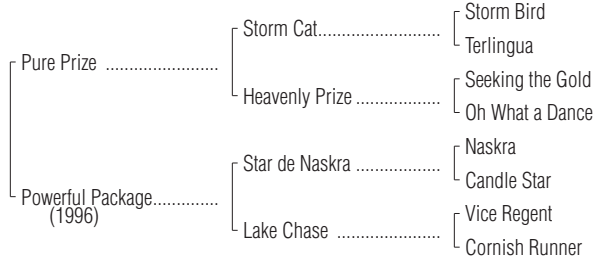 Storm Bird
Storm Cat...........................
Terlingua
Pure Prize .........................
Seeking the Gold
Heavenly Prize ...................
Oh What a Dance
Naskra
Star de Naskra ...................
Candle Star
Powerful Package..............
(1996)
Vice Regent
Lake Chase .......................
Cornish Runner